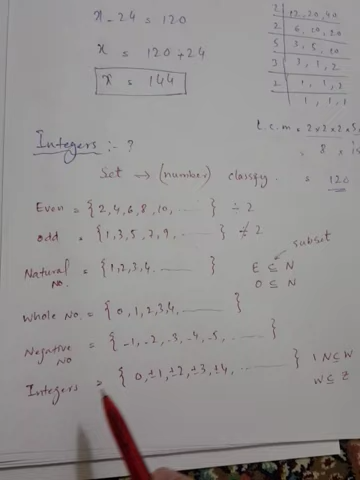 x - 24 = 120
x = 120 + 24
x = 144
2 | 12, 20, 40
2 | 6, 10, 20
5 | 3, 5, 10
3 | 3, 1, 2
2 | 1, 1, 2
1, 1, 1
L.C.M = 2 x 2 x 2 x 5
= 8 x 15
= 120
Integers :- ?
Set → (number) classify
Even = { 2, 4, 6, 8, 10, ...... } ÷ 2
Odd = { 1, 3, 5, 7, 9, ...... } ≠ 2
subset
Natural No. = { 1, 2, 3, 4. ...... }
E ⊆ N
O ⊆ N
Whole No. = { 0, 1, 2, 3, 4, ...... }
Negative No = { -1, -2, -3, -4, -5, ...... }
Integers = { 0, ±1, ±2, ±3, ±4, ...... }
N ⊆ W
W ⊆ Z